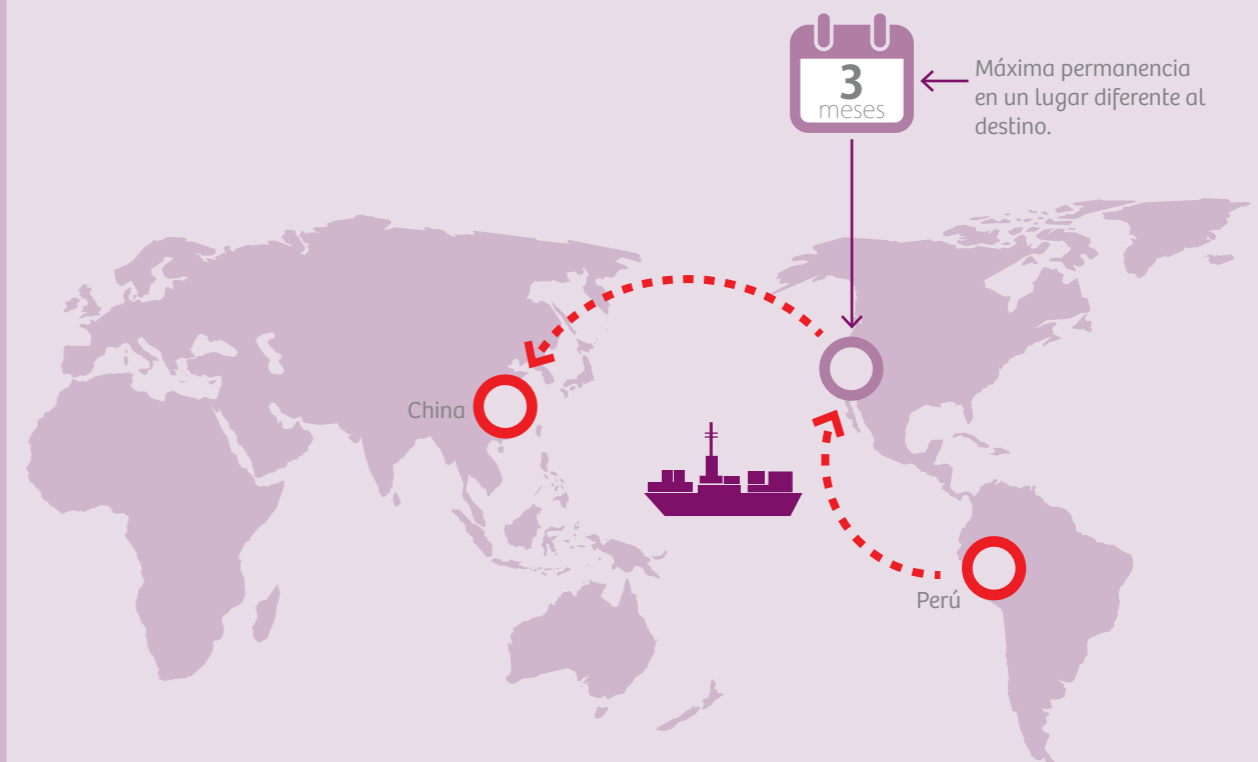 3
meses
Máxima permanencia
en un lugar diferente al
destino.
China
Perú